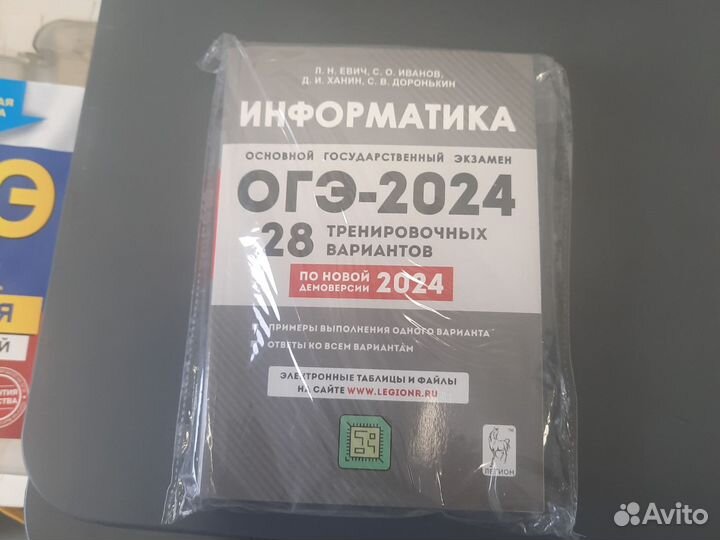 Л. Н. ЕВИЧ, С. О. ИВАНОВ,
Д. И. ХАНИН, С. В. ДОРОНЬКИН
ИНФОРМАТИКА
ОСНОВНОЙ ГОСУДАРСТВЕННЫЙ ЭКЗАМЕН
ОГЭ-2024
28 ТРЕНИРОВОЧНЫХ
ВАРИАНТОВ
ПО НОВОЙ
ДЕМОВЕРСИИ 2024
ПРИМЕРЫ ВЫПОЛНЕНИЯ ОДНОГО ВАРИАНТА
ОТВЕТЫ КО ВСЕМ ВАРИАНТАМ
ЭЛЕКТРОННЫЕ ТАБЛИЦЫ И ФАЙЛЫ
НА САЙТЕ WWW.LEGIONR.RU
ЛЕГИОН
Avito